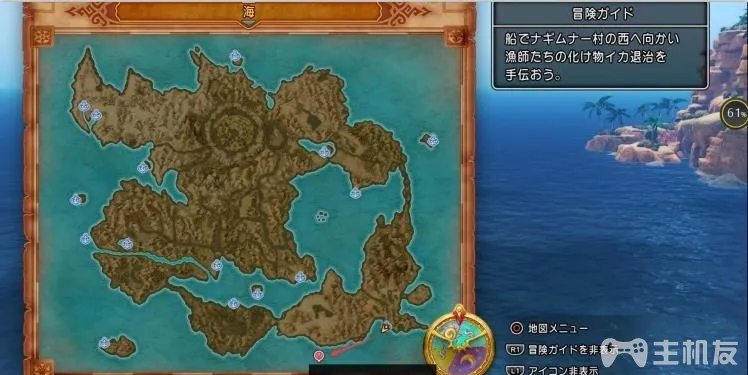 海
冒険ガイド
船でナギムナー村の西へ向かい
漁師たちの化け物イカ退治を
手伝おう。
61%
地図メニュー
R1 冒険ガイドを非表示
L1 アイコン非表示
主机友